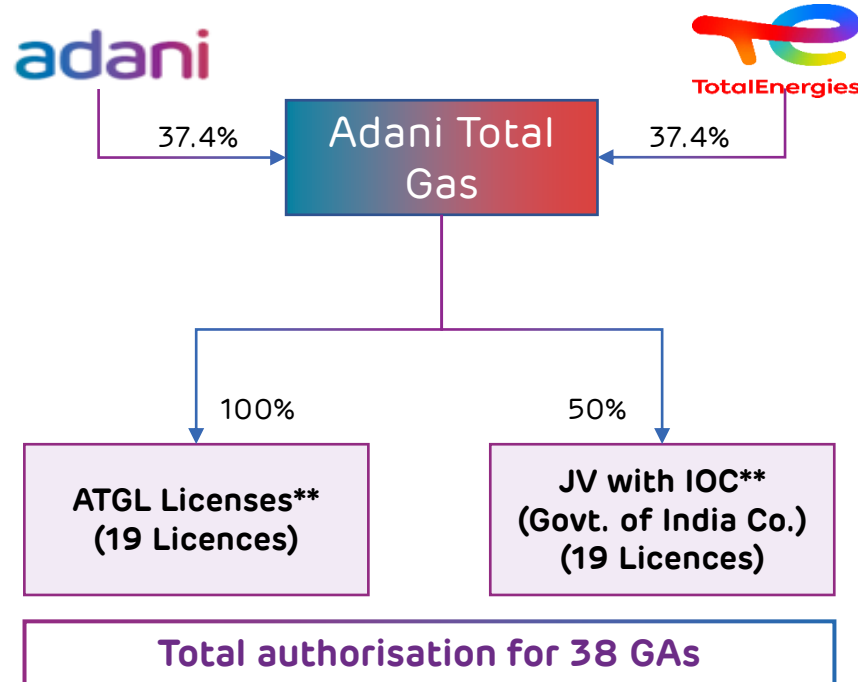 adani
TotalEnergies
37.4%
Adani Total
Gas
37.4%
100%
50%
ATGL Licenses**
(19 Licences)
JV with IOC**
(Govt. of India Co.)
(19 Licences)
Total authorisation for 38 GAs